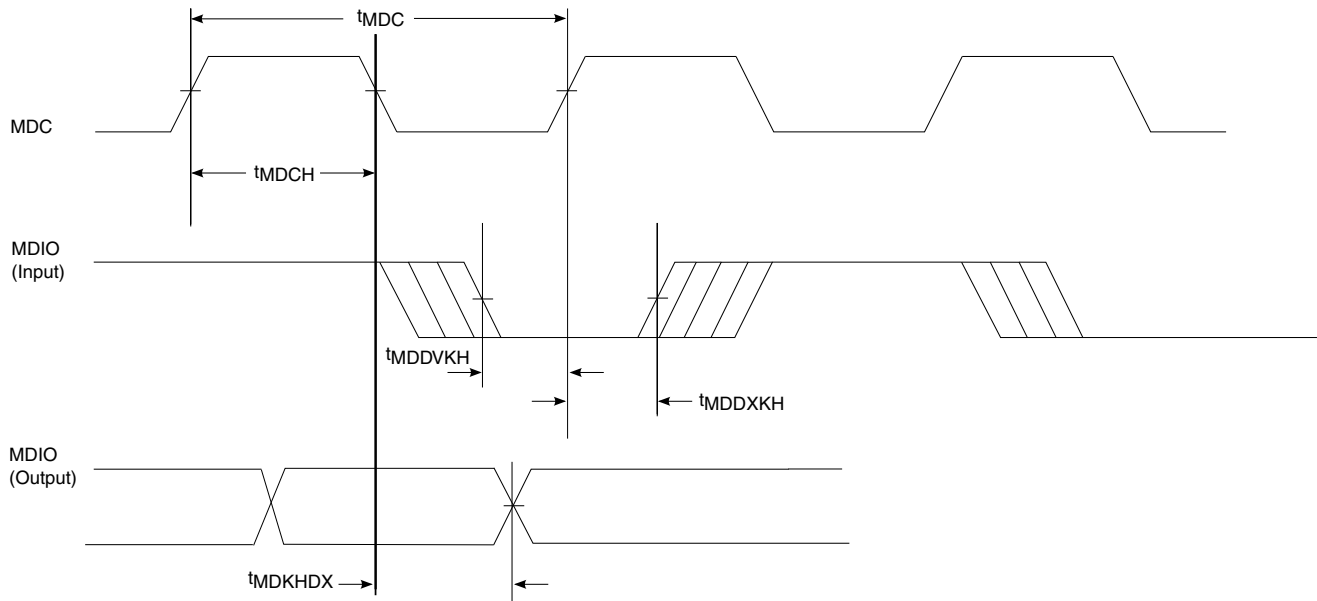 tMDC
MDC
tMDCH
MDIO
(Input)
tMDDVKH
tMDDXKH
MDIO
(Output)
tMDKHDX